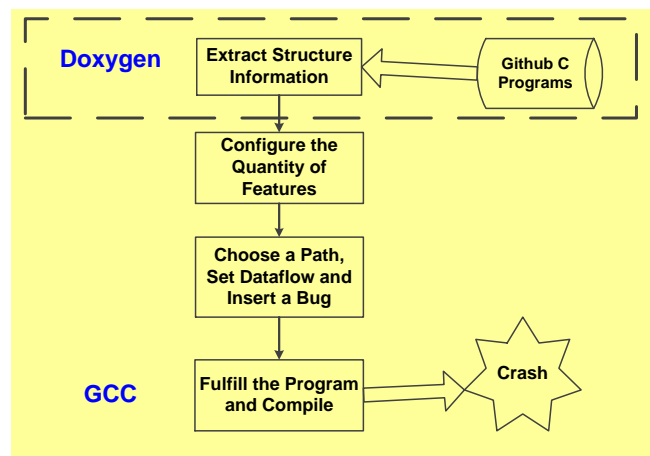 Doxygen
Extract Structure
Information
Github C
Programs
Configure the
Quantity of
Features
Choose a Path,
Set Dataflow and
Insert a Bug
GCC
Fulfill the Program
and Compile
Crash